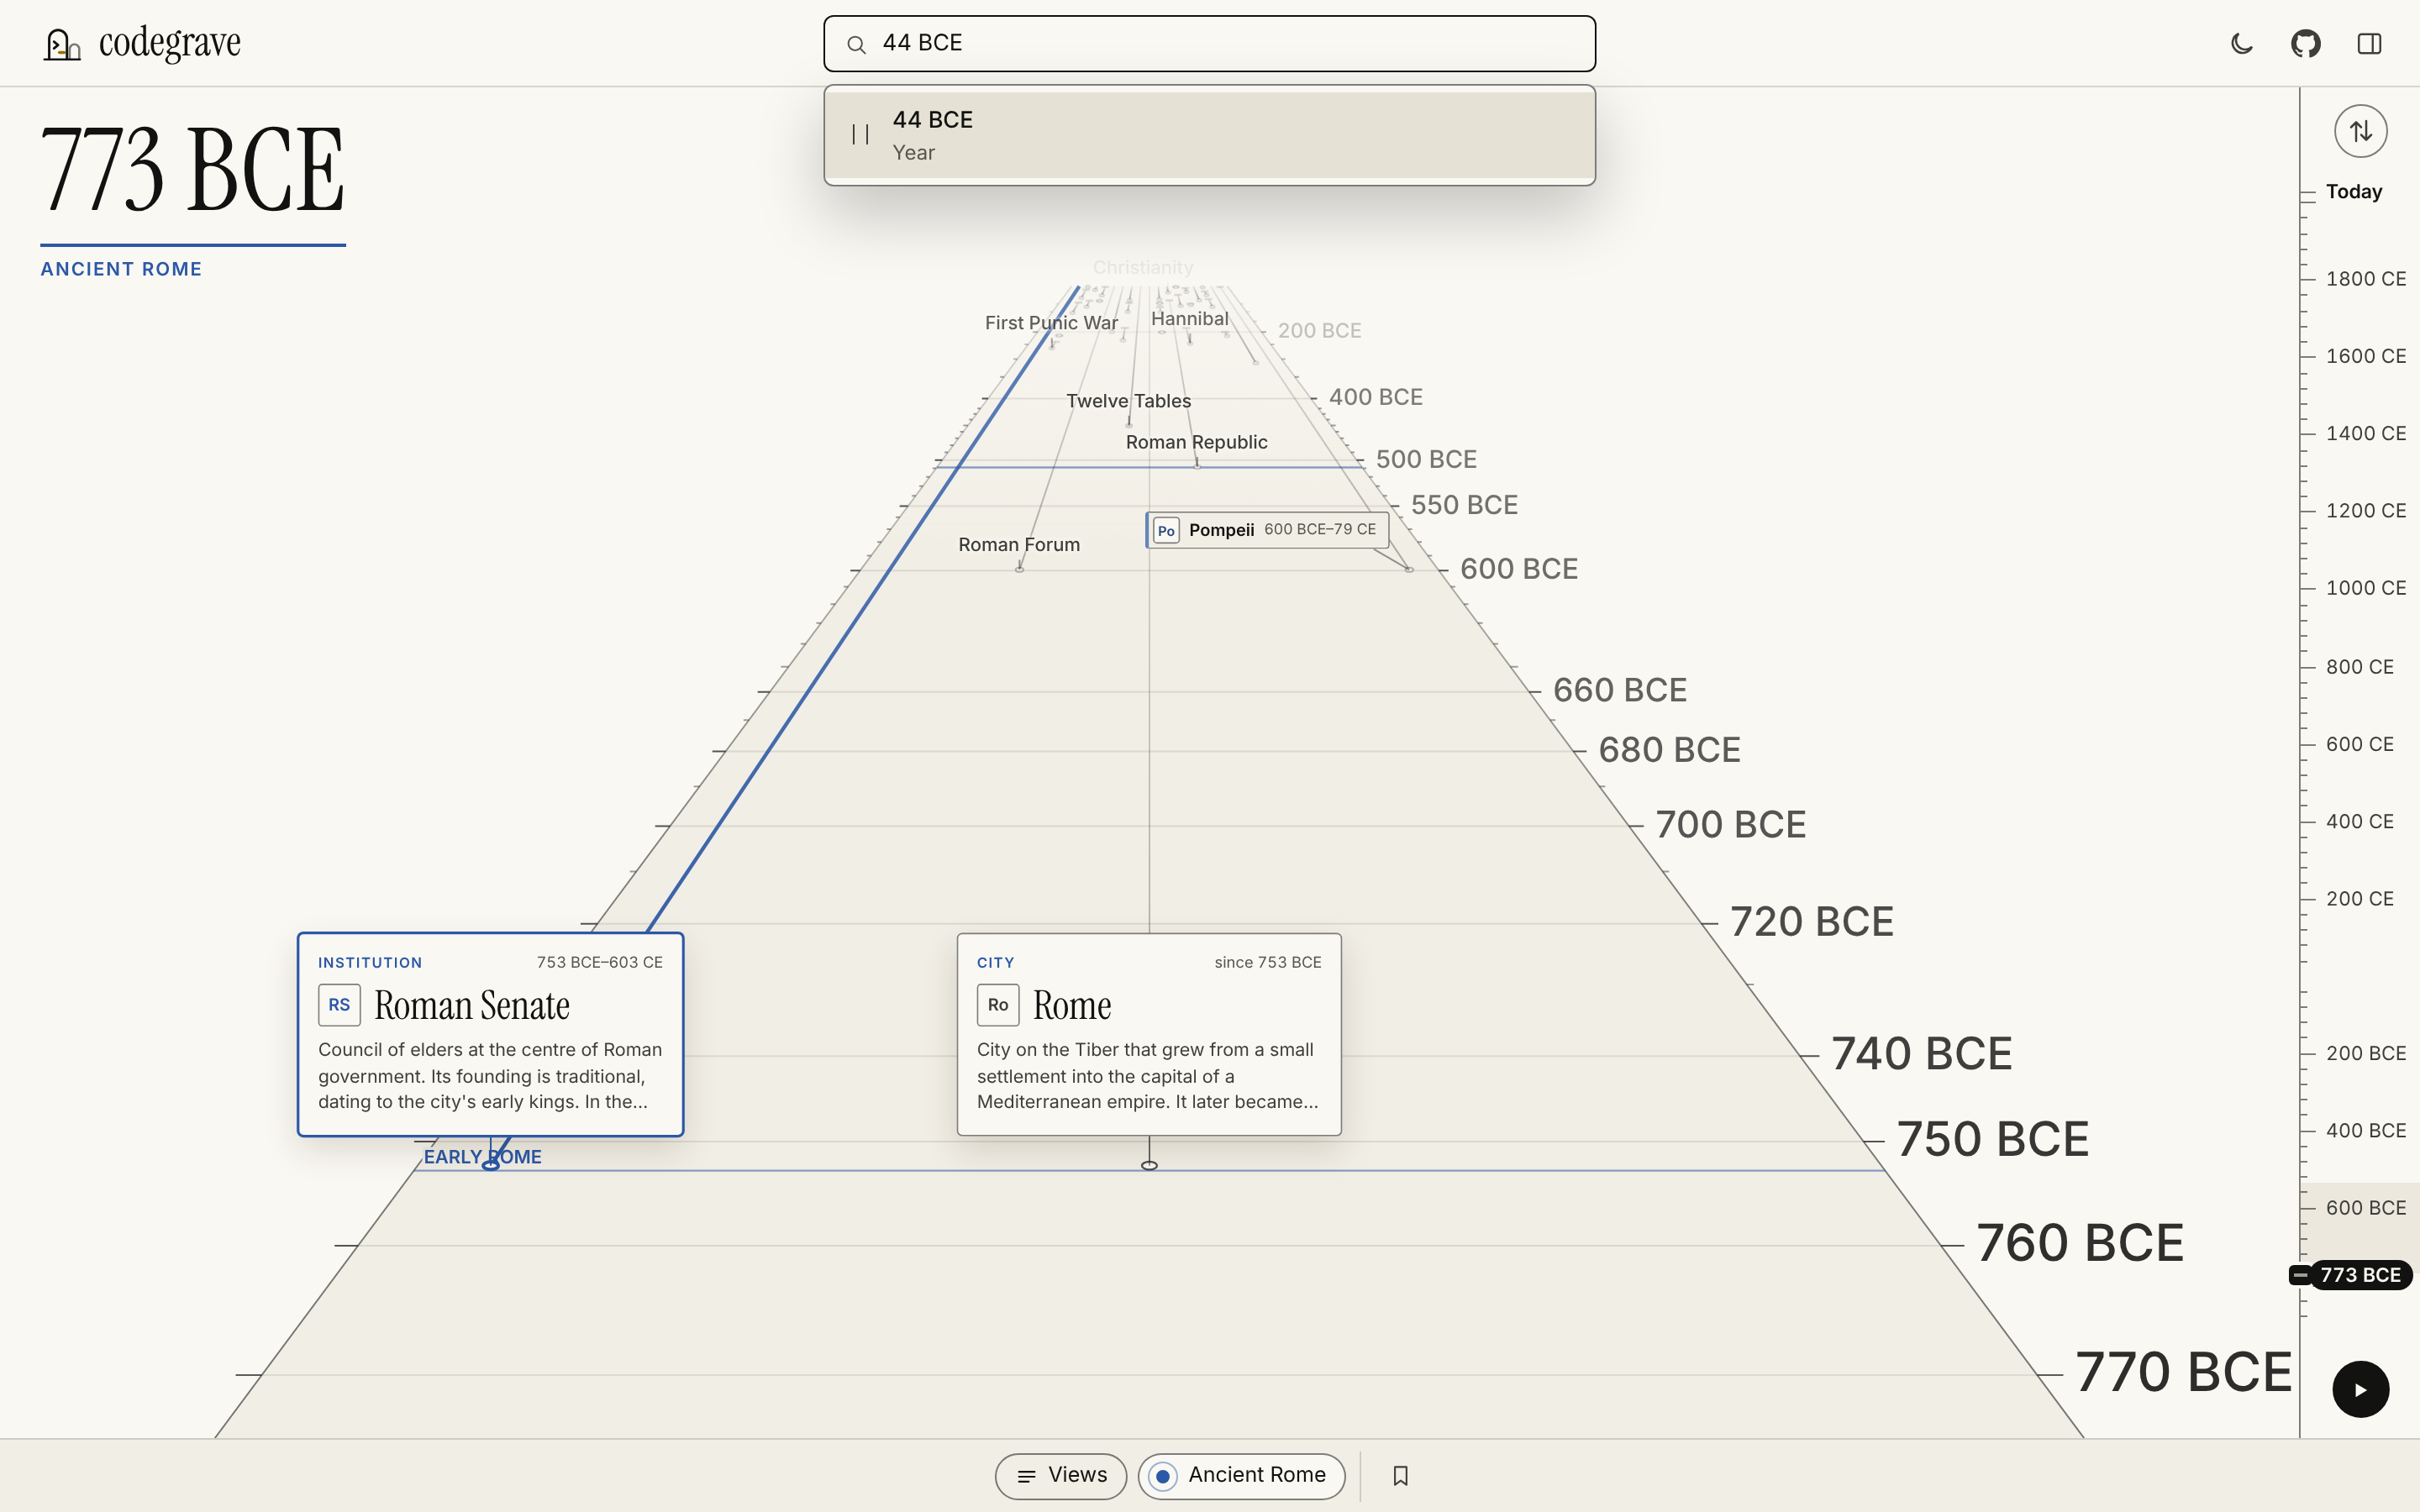 codegrave
44 BCE
44 BCE
Year
773 BCE
ANCIENT ROME
Christianity
First Punic War
Hannibal
200 BCE
Twelve Tables
400 BCE
Roman Republic
500 BCE
550 BCE
Po Pompeii 600 BCE–79 CE
Roman Forum
600 BCE
660 BCE
680 BCE
700 BCE
720 BCE
INSTITUTION 753 BCE–603 CE
RS Roman Senate
Council of elders at the centre of Roman
government. Its founding is traditional,
dating to the city's early kings. In the...
CITY since 753 BCE
Ro Rome
City on the Tiber that grew from a small
settlement into the capital of a
Mediterranean empire. It later became...
740 BCE
750 BCE
EARLY ROME
760 BCE
770 BCE
Today
1800 CE
1600 CE
1400 CE
1200 CE
1000 CE
800 CE
600 CE
400 CE
200 CE
200 BCE
400 BCE
600 BCE
773 BCE
Views
Ancient Rome